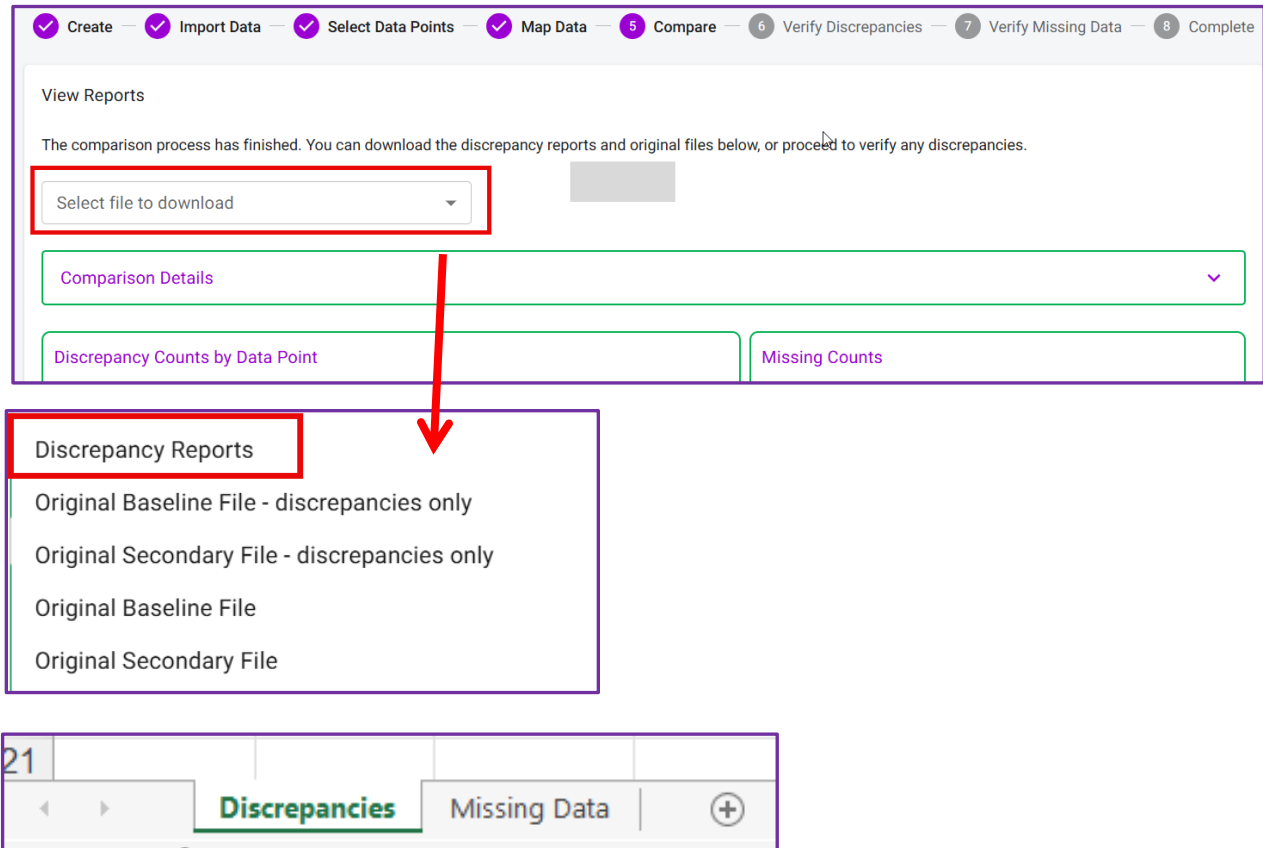 Create Import Data Select Data Points Map Data 5 Compare 6 Verify Discrepancies 7 Verify Missing Data 8 Complete
View Reports
The comparison process has finished. You can download the discrepancy reports and original files below, or proceed to verify any discrepancies.
Select file to download
Comparison Details
Discrepancy Counts by Data Point Missing Counts
Discrepancy Reports
Original Baseline File - discrepancies only
Original Secondary File - discrepancies only
Original Baseline File
Original Secondary File
21
Discrepancies Missing Data